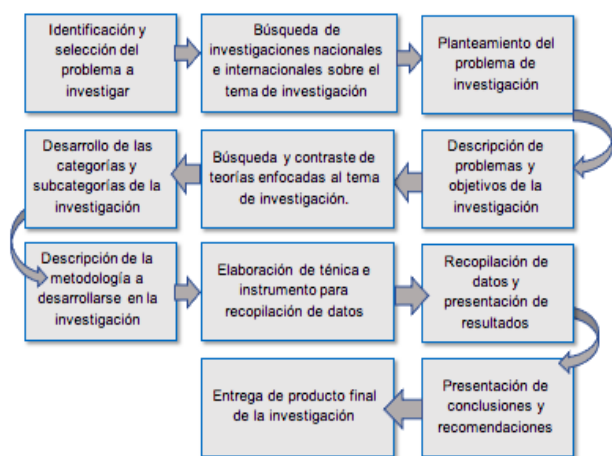 Identificación y
selección del
problema a
investigar
Búsqueda de
investigaciones nacionales
e internacionales sobre el
tema de investigación
Planteamiento del
problema de
investigación
Descripción de
problemas y
objetivos de la
investigación
Búsqueda y contraste de
teorías enfocadas al tema
de investigación.
Desarrollo de las
categorías y
subcategorías de la
investigación
Descripción de la
metodología a
desarrollarse en la
investigación
Elaboración de ténica e
instrumento para
recopilación de datos
Recopilación de
datos y
presentación de
resultados
Presentación de
conclusiones y
recomendaciones
Entrega de producto final
de la investigación